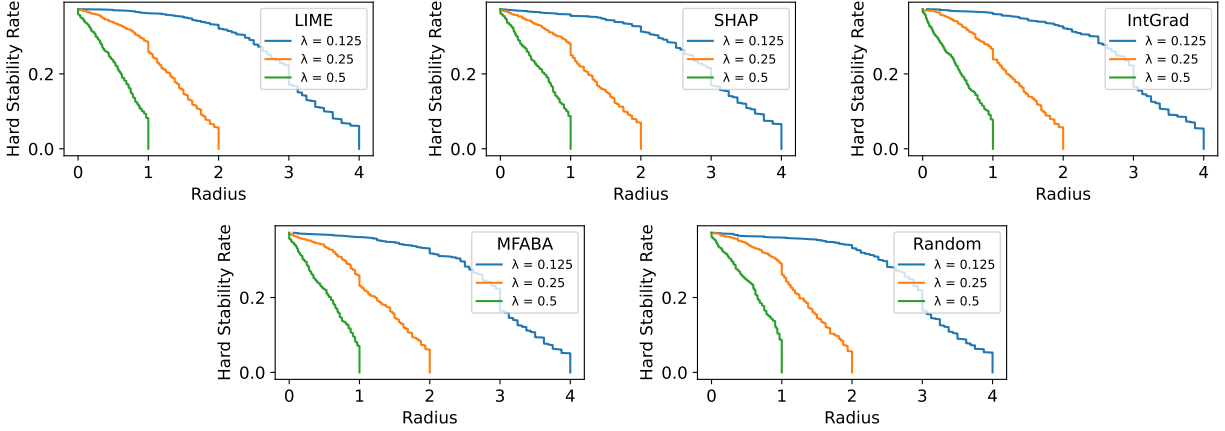 LIME
λ = 0.125
λ = 0.25
λ = 0.5
Hard Stability Rate
0.2
0.0
0 1 2 3 4
Radius
SHAP
λ = 0.125
λ = 0.25
λ = 0.5
Hard Stability Rate
0.2
0.0
0 1 2 3 4
Radius
IntGrad
λ = 0.125
λ = 0.25
λ = 0.5
Hard Stability Rate
0.2
0.0
0 1 2 3 4
Radius
MFABA
λ = 0.125
λ = 0.25
λ = 0.5
Hard Stability Rate
0.2
0.0
0 1 2 3 4
Radius
Random
λ = 0.125
λ = 0.25
λ = 0.5
Hard Stability Rate
0.2
0.0
0 1 2 3 4
Radius